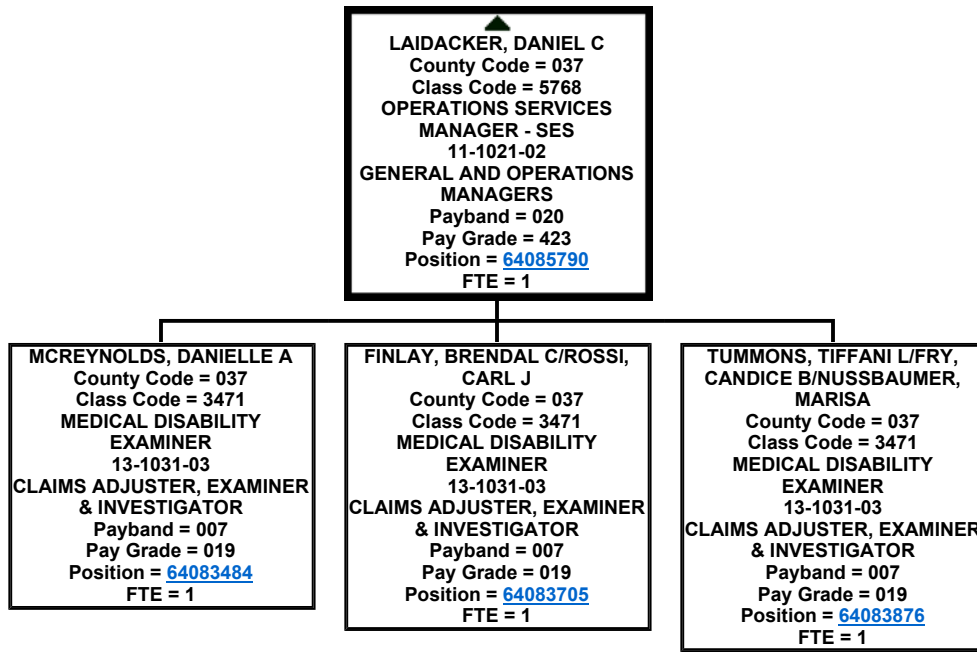 LAIDACKER, DANIEL C
County Code = 037
Class Code = 5768
OPERATIONS SERVICES
MANAGER - SES
11-1021-02
GENERAL AND OPERATIONS
MANAGERS
Payband = 020
Pay Grade = 423
Position = 64085790
FTE = 1
MCREYNOLDS, DANIELLE A
County Code = 037
Class Code = 3471
MEDICAL DISABILITY
EXAMINER
13-1031-03
CLAIMS ADJUSTER, EXAMINER
& INVESTIGATOR
Payband = 007
Pay Grade = 019
Position = 64083484
FTE = 1
FINLAY, BRENDAL C/ROSSI,
CARL J
County Code = 037
Class Code = 3471
MEDICAL DISABILITY
EXAMINER
13-1031-03
CLAIMS ADJUSTER, EXAMINER
& INVESTIGATOR
Payband = 007
Pay Grade = 019
Position = 64083705
FTE = 1
TUMMONS, TIFFANI L/FRY,
CANDICE B/NUSSBAUMER,
MARISA
County Code = 037
Class Code = 3471
MEDICAL DISABILITY
EXAMINER
13-1031-03
CLAIMS ADJUSTER, EXAMINER
& INVESTIGATOR
Payband = 007
Pay Grade = 019
Position = 64083876
FTE = 1